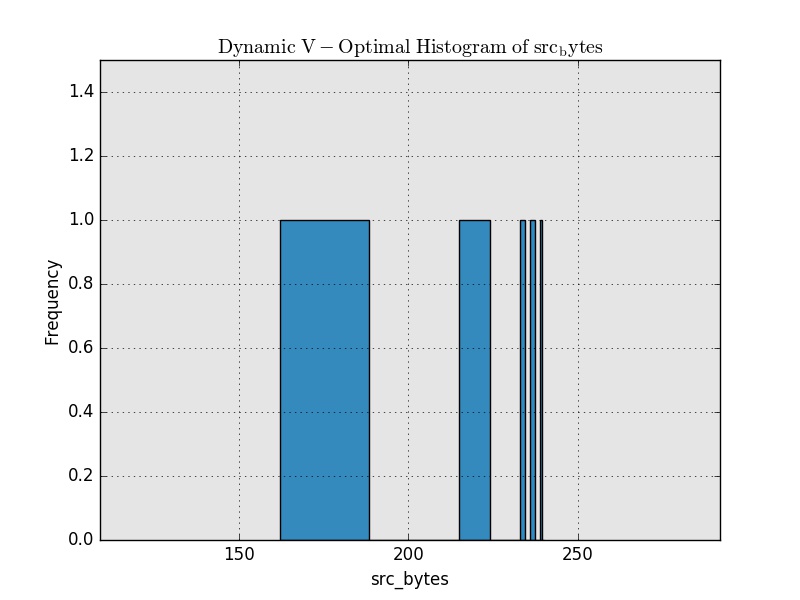 Dynamic V − Optimal Histogram of src_bytes
1.4
1.2
1.0
0.8
0.6
0.4
0.2
0.0
Frequency
150 200 250
src_bytes